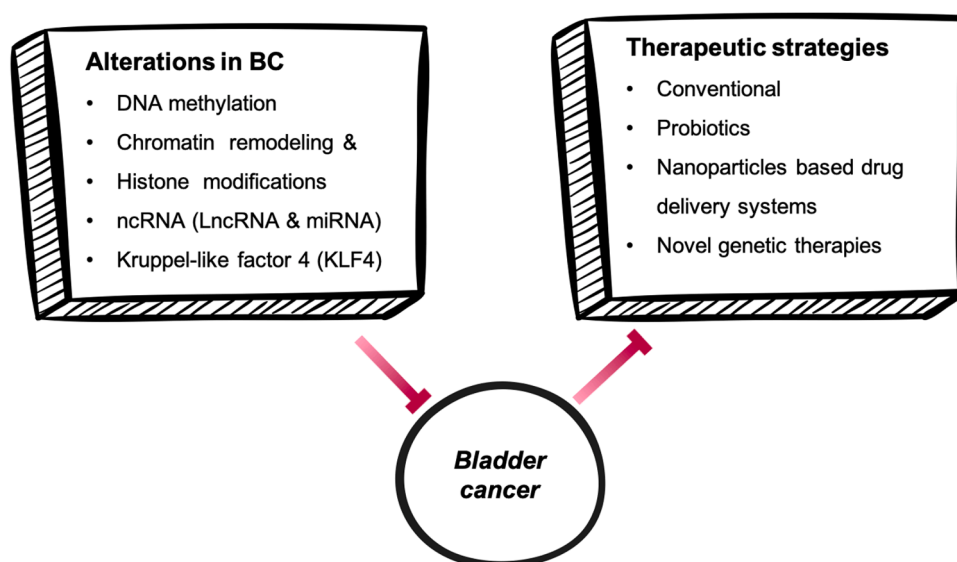 Alterations in BC
• DNA methylation
• Chromatin remodeling &
• Histone modifications
• ncRNA (LncRNA & miRNA)
• Kruppel-like factor 4 (KLF4)
Therapeutic strategies
• Conventional
• Probiotics
• Nanoparticles based drug
delivery systems
• Novel genetic therapies
Bladder
cancer